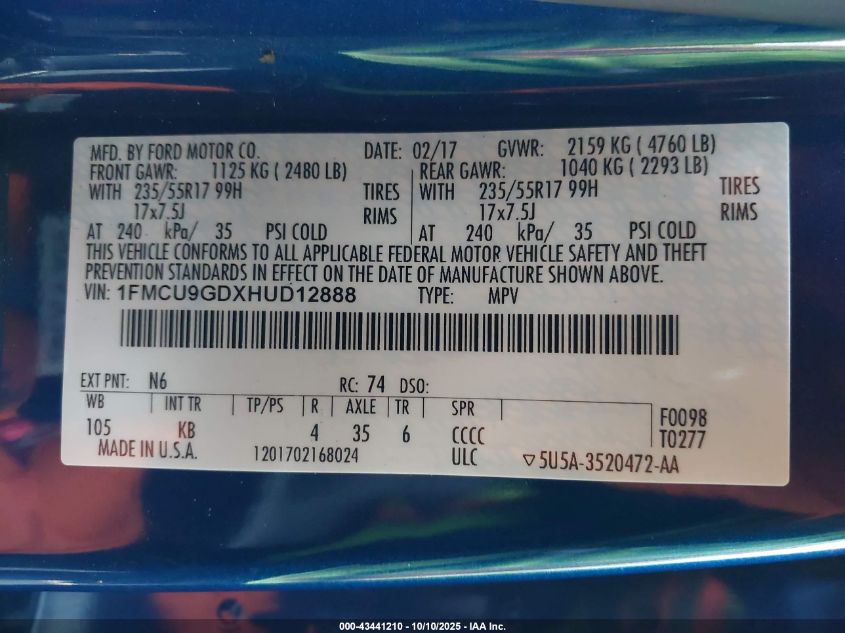 MFD. BY FORD MOTOR CO. DATE: 02/17 GVWR: 2159 KG ( 4760 LB)
FRONT GAWR: 1125 KG ( 2480 LB) REAR GAWR: 1040 KG ( 2293 LB)
WITH 235/55R17 99H TIRES WITH 235/55R17 99H TIRES
17x7.5J RIMS 17x7.5J RIMS
AT 240 kPa/ 35 PSI COLD AT 240 kPa/ 35 PSI COLD
THIS VEHICLE CONFORMS TO ALL APPLICABLE FEDERAL MOTOR VEHICLE SAFETY AND THEFT
PREVENTION STANDARDS IN EFFECT ON THE DATE OF MANUFACTURE SHOWN ABOVE.
VIN: 1FMCU9GDXHUD12888 TYPE: MPV
EXT PNT: N6 RC: 74 DSO:
WB INT TR TP/PS R AXLE TR SPR F0098
105 KB 4 35 6 CCCC T0277
MADE IN U.S.A. 1201702168024 ULC ▽5U5A-3520472-AA
000-43441210 - 10/10/2025 - IAA Inc.